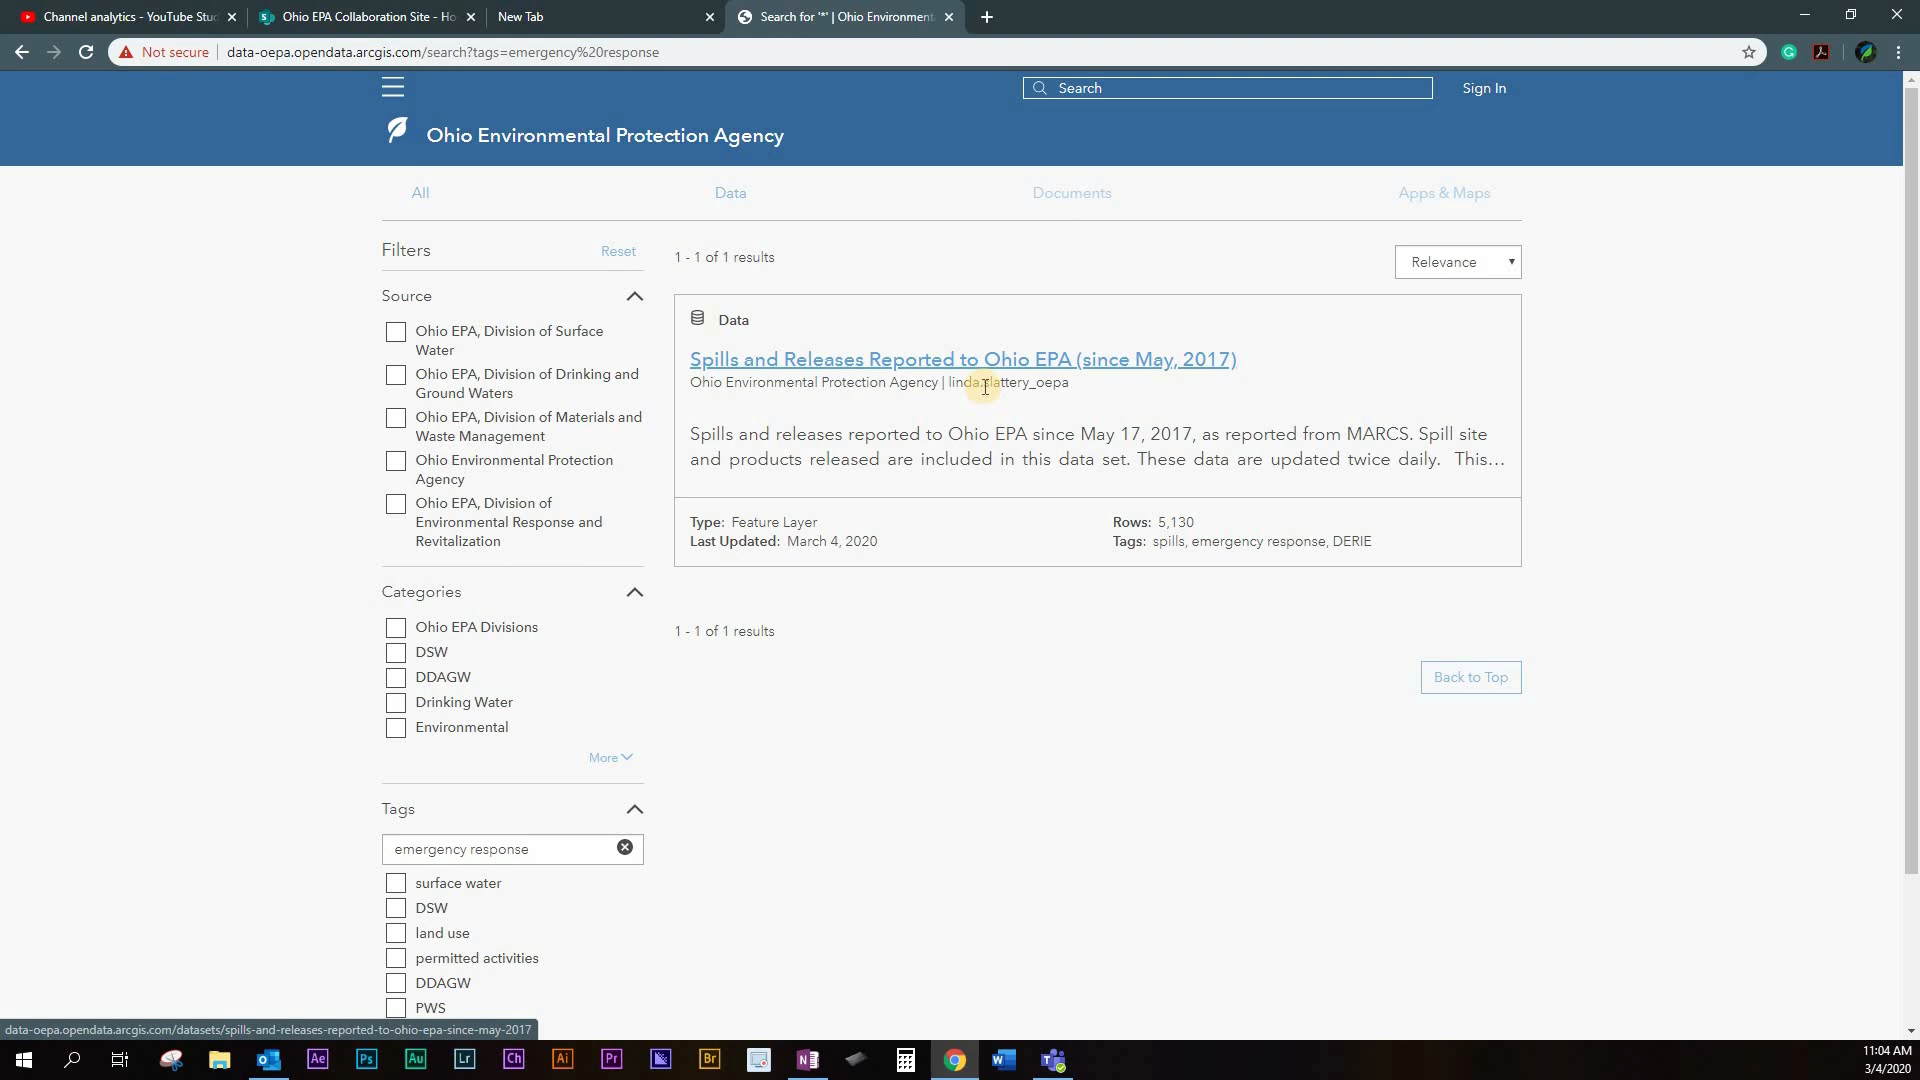 Channel analytics - YouTube Stu
Ohio EPA Collaboration Site - Ho
New Tab
Search for '*' | Ohio Environment
Not secure
data-oepa.opendata.arcgis.com/search?tags=emergency%20response
Search
Sign In
Ohio Environmental Protection Agency
All
Data
Documents
Apps & Maps
Filters
Reset
1 - 1 of 1 results
Relevance
Source
Ohio EPA, Division of Surface
Water
Ohio EPA, Division of Drinking and
Ground Waters
Ohio EPA, Division of Materials and
Waste Management
Ohio Environmental Protection
Agency
Ohio EPA, Division of
Environmental Response and
Revitalization
Data
Spills and Releases Reported to Ohio EPA (since May, 2017)
Ohio Environmental Protection Agency | linda.slattery_oepa
Spills and releases reported to Ohio EPA since May 17, 2017, as reported from MARCS. Spill site
and products released are included in this data set. These data are updated twice daily. This...
Type: Feature Layer
Rows: 5,130
Last Updated: March 4, 2020
Tags: spills, emergency response, DERIE
Categories
Ohio EPA Divisions
DSW
DDAGW
Drinking Water
Environmental
More
1 - 1 of 1 results
Back to Top
Tags
emergency response
surface water
DSW
land use
permitted activities
DDAGW
PWS
data-oepa.opendata.arcgis.com/datasets/spills-and-releases-reported-to-ohio-epa-since-may-2017
Ae
Ps
Au
Lr
Ch
Ai
Pr
Br
11:04 AM
3/4/2020